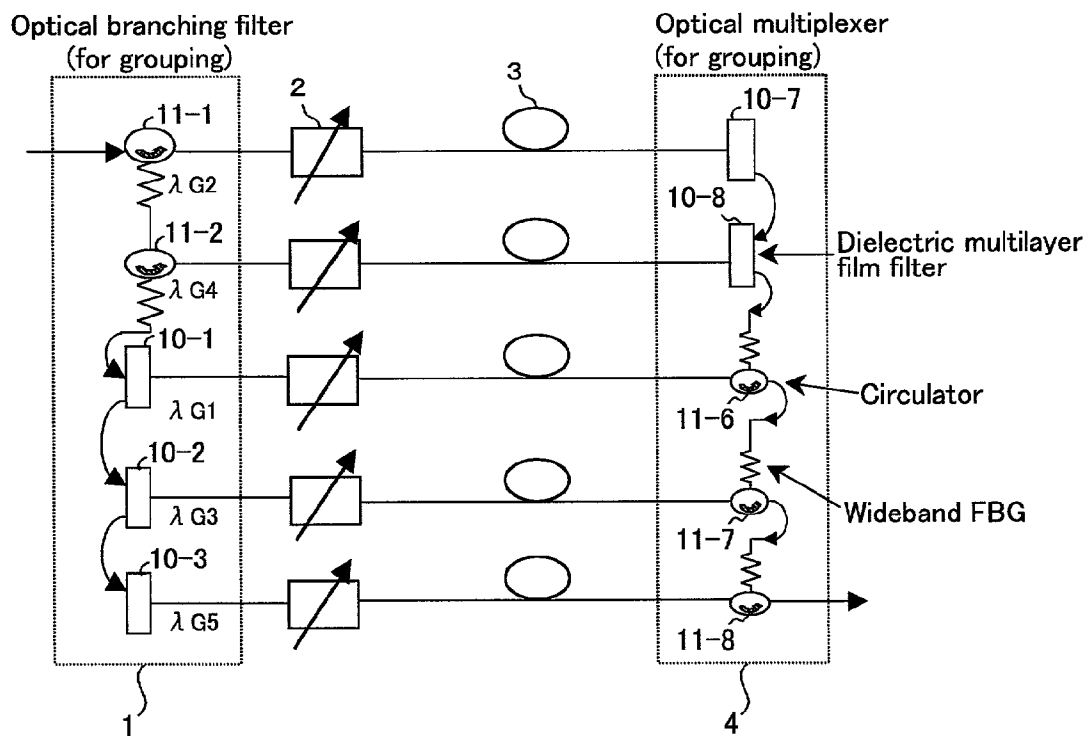 Optical branching filter
(for grouping)
Optical multiplexer
(for grouping)
11-1
2
3
10-7
λ G2
10-8
11-2
Dielectric multilayer
film filter
λ G4
10-1
λ G1
11-6
Circulator
10-2
λ G3
11-7
Wideband FBG
10-3
λ G5
11-8
1
4